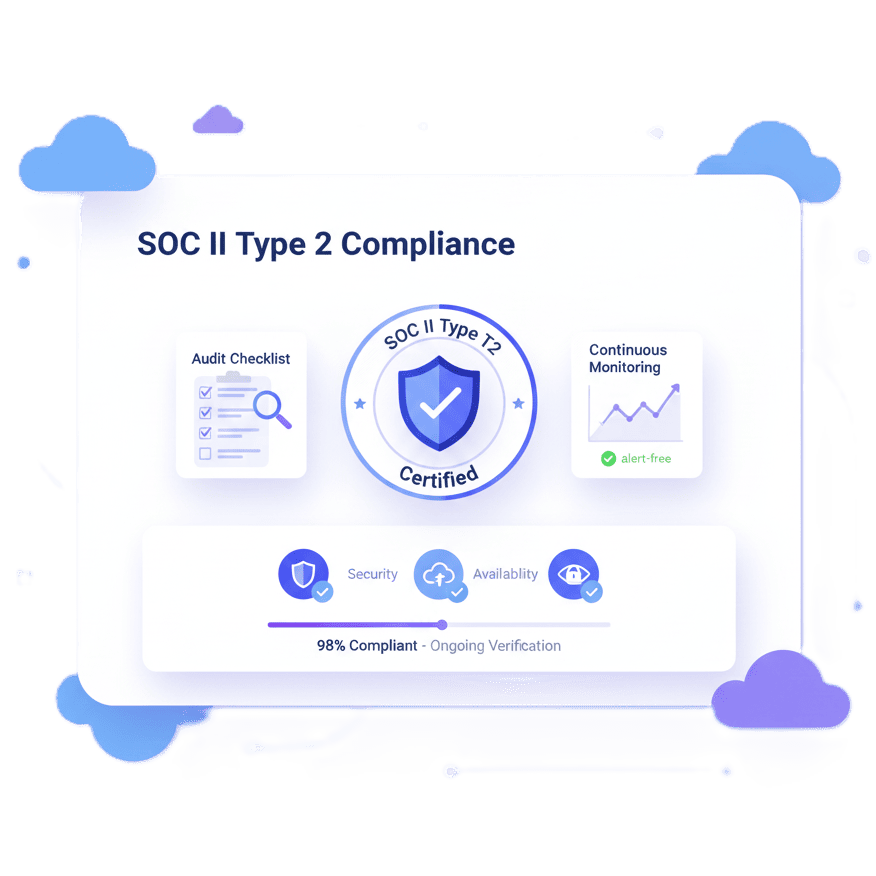 SOC II Type 2 Compliance
Audit Checklist
SOC II Type T2
Certified
Continuous
Monitoring
alert-free
Security
Availablity
98% Compliant - Ongoing Verification